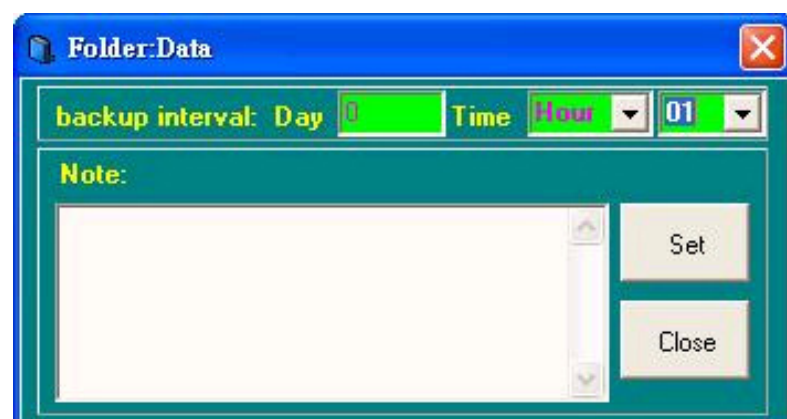 Folder:Data
backup interval: Day 0 Time Hour 01
Note:
Set
Close